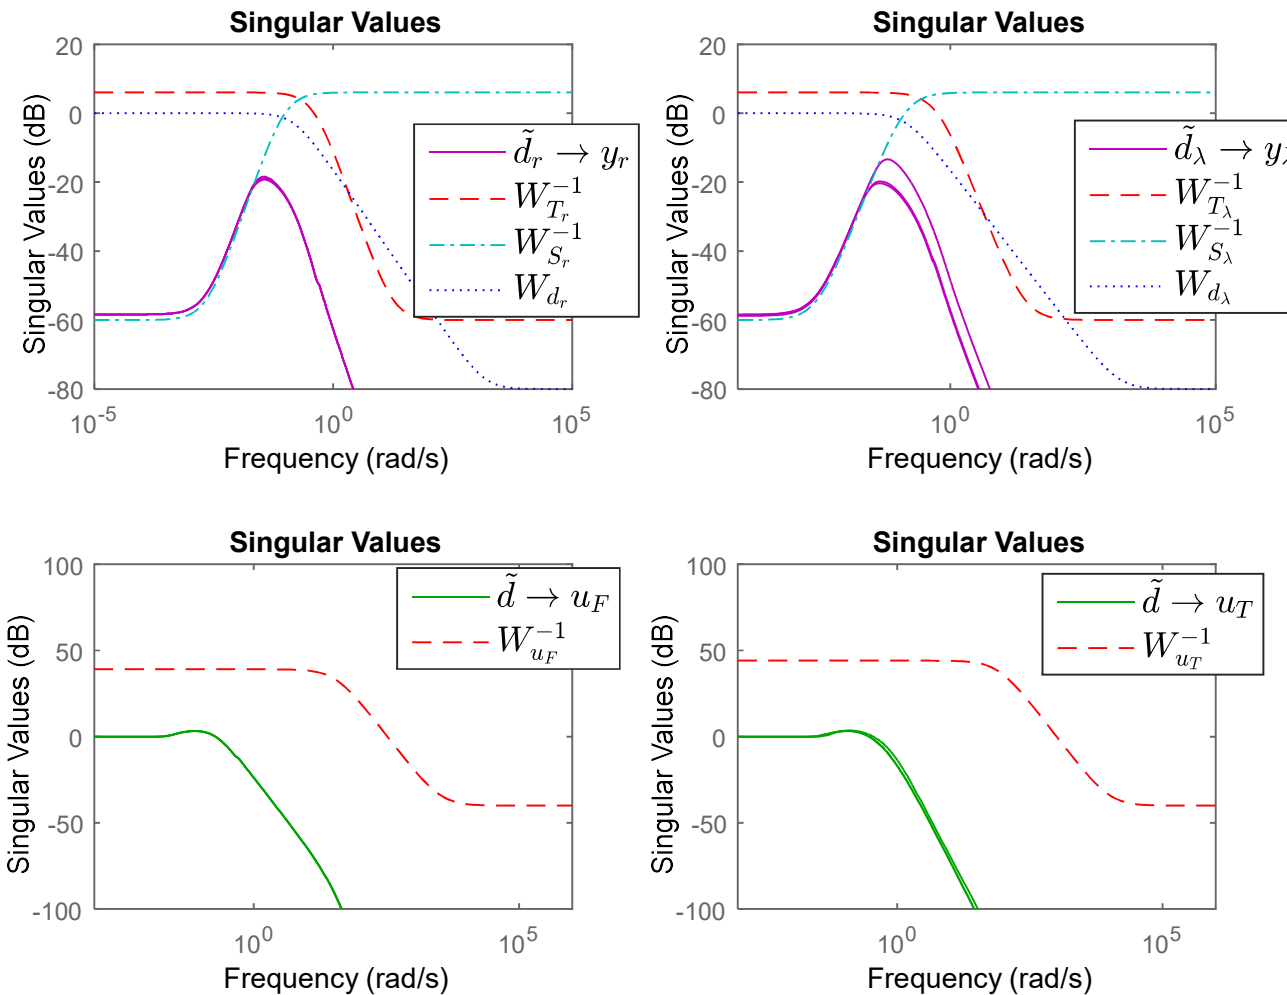 Singular Values
Singular Values (dB)
20
0
-20
-40
-60
-80
10^-5
10^0
10^5
Frequency (rad/s)
d̃_r → y_r
W_{T_r}^{-1}
W_{S_r}^{-1}
W_{d_r}
Singular Values
Singular Values (dB)
20
0
-20
-40
-60
-80
10^0
10^5
Frequency (rad/s)
d̃_λ → y_λ
W_{T_λ}^{-1}
W_{S_λ}^{-1}
W_{d_λ}
Singular Values
Singular Values (dB)
100
50
0
-50
-100
10^0
10^5
Frequency (rad/s)
d̃ → u_F
W_{u_F}^{-1}
Singular Values
Singular Values (dB)
100
50
0
-50
-100
10^0
10^5
Frequency (rad/s)
d̃ → u_T
W_{u_T}^{-1}